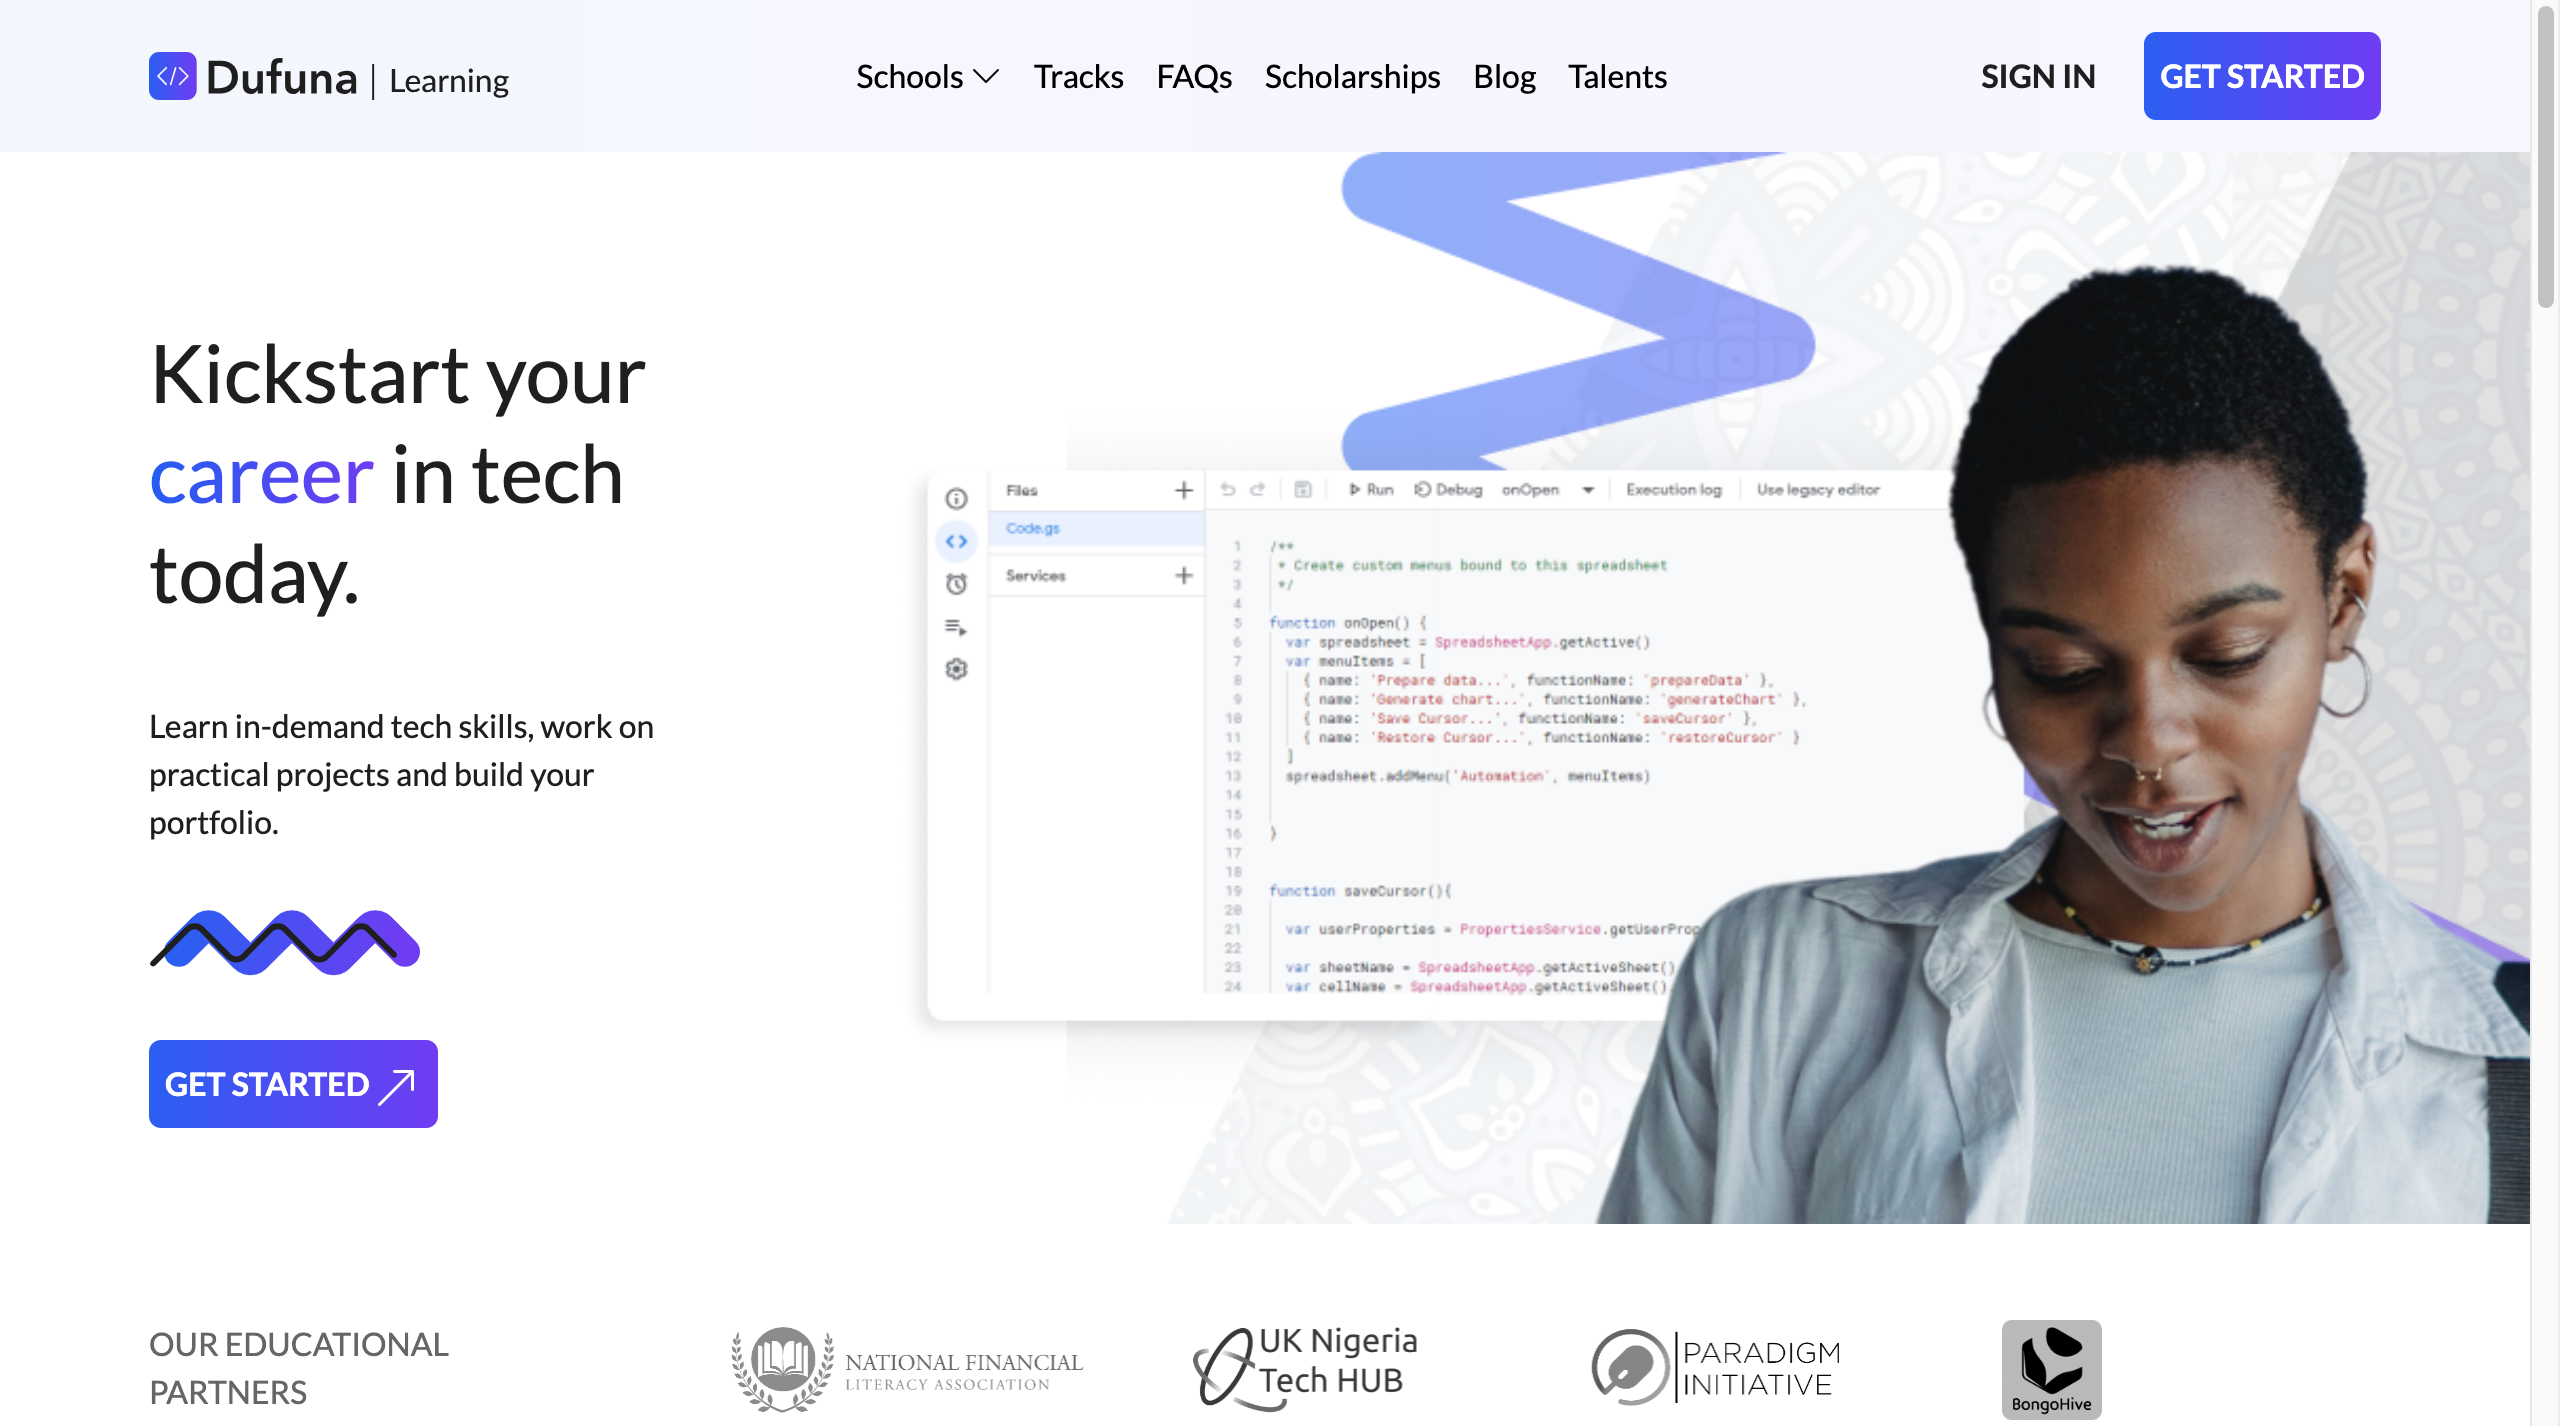 Dufuna | Learning
Schools
Tracks
FAQs
Scholarships
Blog
Talents
SIGN IN
GET STARTED
Kickstart your
career in tech
today.
Learn in-demand tech skills, work on
practical projects and build your
portfolio.
GET STARTED
Files
Code.gs
Services
Run
Debug
onOpen
Execution log
Use legacy editor
1 /**
2 * Create custom menus bound to this spreadsheet
3 */
4
5 function onOpen() {
6 var spreadsheet = SpreadsheetApp.getActive()
7 var menuItems = [
8 { name: 'Prepare data...', functionName: 'prepareData' },
9 { name: 'Generate chart...', functionName: 'generateChart' },
10 { name: 'Save Cursor...', functionName: 'saveCursor' },
11 { name: 'Restore Cursor...', functionName: 'restoreCursor' }
12 ]
13 spreadsheet.addMenu('Automation', menuItems)
14
15
16 }
17
18
19 function saveCursor(){
20
21 var userProperties = PropertiesService.getUserProp
22
23 var sheetName = SpreadsheetApp.getActiveSheet()
24 var cellName = SpreadsheetApp.getActiveSheet().
OUR EDUCATIONAL
PARTNERS
NATIONAL FINANCIAL
LITERACY ASSOCIATION
UK Nigeria
Tech HUB
PARADIGM
INITIATIVE
BongoHive